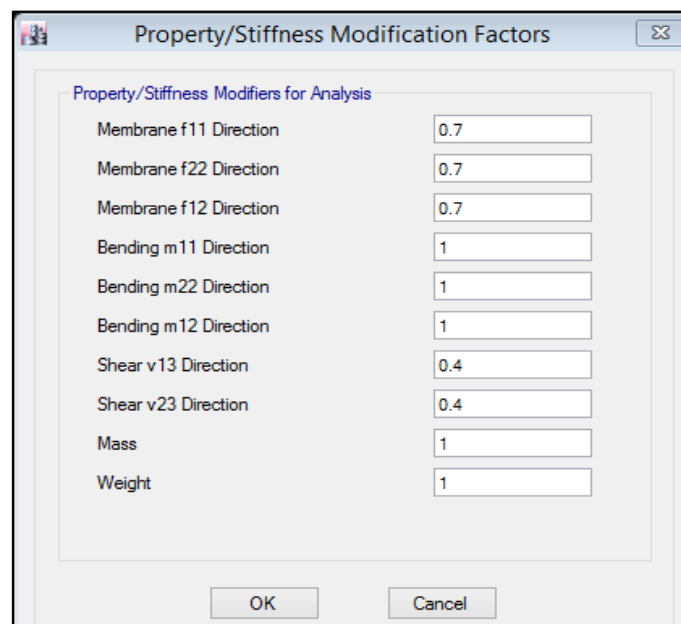 Property/Stiffness Modification Factors
Property/Stiffness Modifiers for Analysis
Membrane f11 Direction 0.7
Membrane f22 Direction 0.7
Membrane f12 Direction 0.7
Bending m11 Direction 1
Bending m22 Direction 1
Bending m12 Direction 1
Shear v13 Direction 0.4
Shear v23 Direction 0.4
Mass 1
Weight 1
OK Cancel